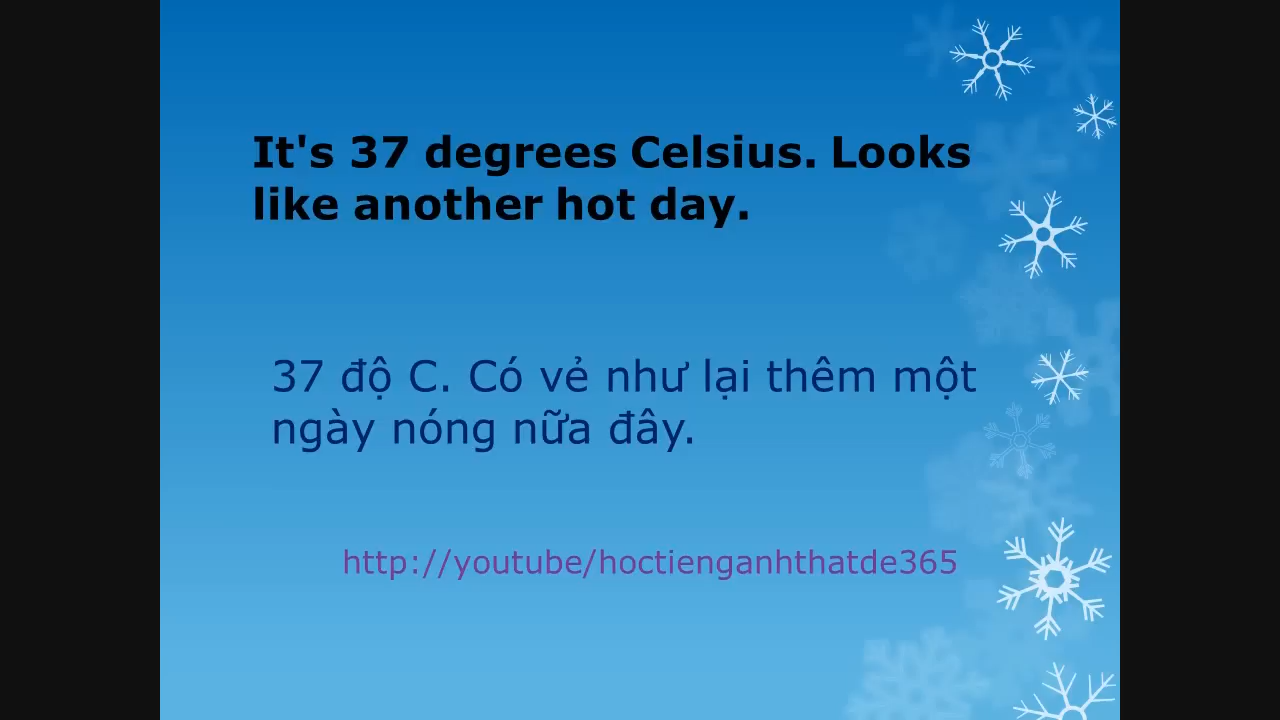 It's 37 degrees Celsius. Looks
like another hot day.
37 độ C. Có vẻ như lại thêm một
ngày nóng nữa đây.
http://youtube/hoctienganhthatde365